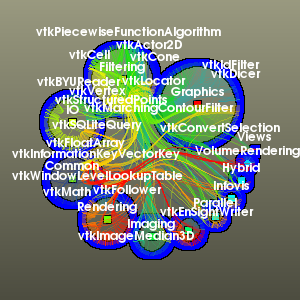 vtkPiecewiseFunctionAlgorithm
vtkActor2D
vtkCell
vtkCone
Filtering
vtkIdFilter
vtkDicer
vtkBYUReader
vtkLocator
vtkVertex
Graphics
vtkStructuredPoints
IO
vtkMarchingContourFilter
vtkSQLiteQuery
vtkConvertSelection
Views
vtkFloatArray
VolumeRendering
vtkInformationKeyVectorKey
Common
Hybrid
vtkWindowLevelLookupTable
Infovis
vtkMath
vtkFollower
Parallel
Rendering
vtkEnSightWriter
Imaging
vtkImageMedian3D